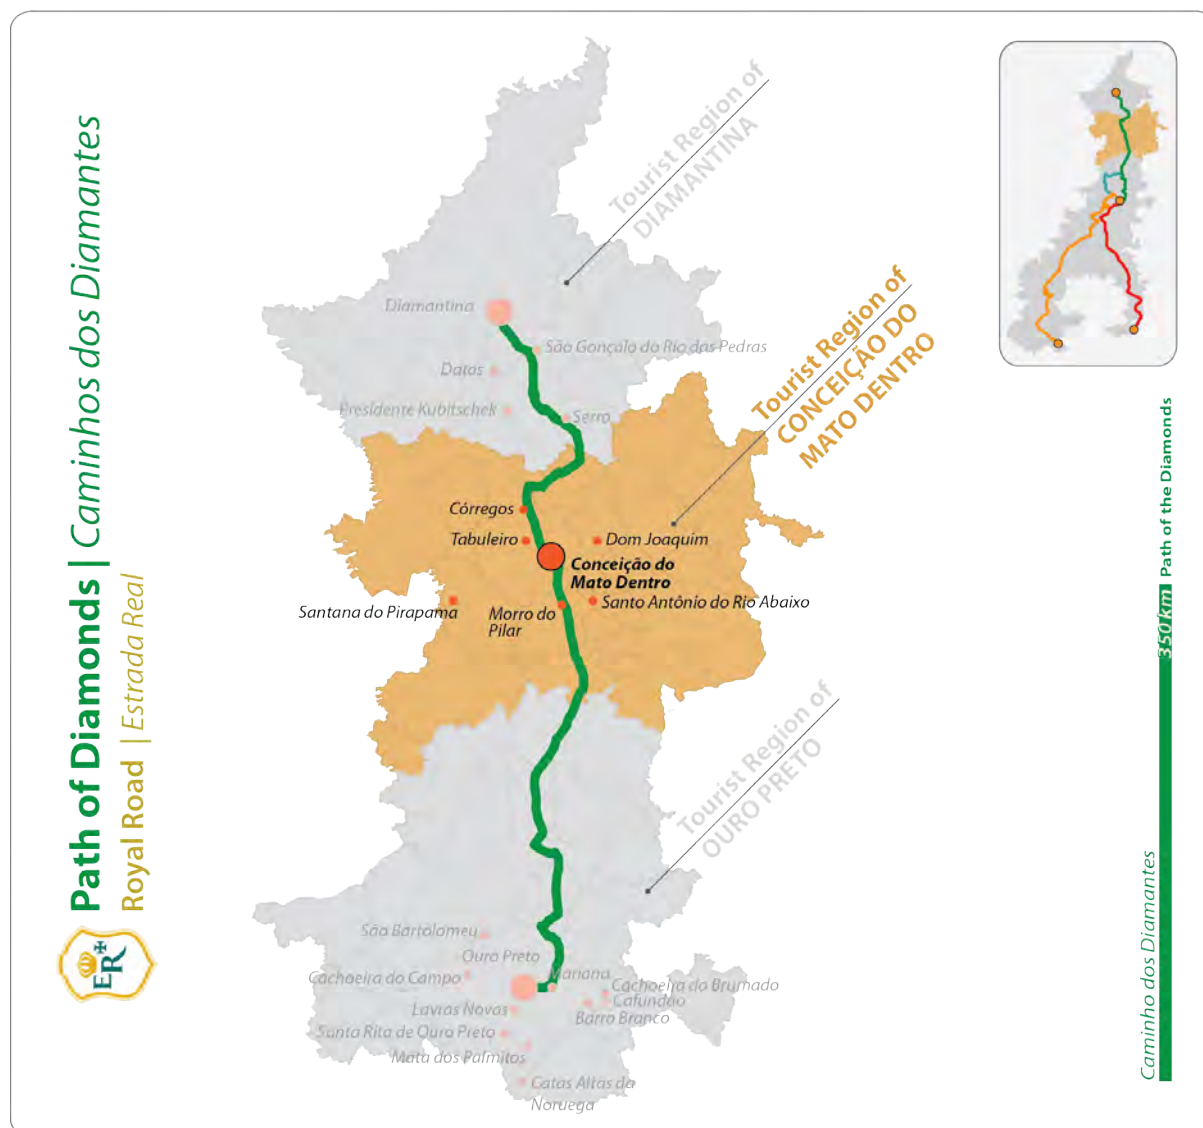 Path of Diamonds | Caminhos dos Diamantes
Royal Road | Estrada Real
ER
Tourist Region of
DIAMANTINA
Diamantina
São Gonçalo do Rio das Pedras
Datas
Presidente Kubitschek
Serro
Tourist Region of
CONCEIÇÃO DO
MATO DENTRO
Córregos
Tabuleiro
Dom Joaquim
Conceição do
Mato Dentro
Santana do Pirapama
Morro do
Pilar
Santo Antônio do Rio Abaixo
Tourist Region of
OURO PRETO
São Bartolomeu
Ouro Preto
Cachoeira do Campo
Mariana
Cachoeira do Brumado
Cafundão
Barro Branco
Lavras Novas
Santa Rita de Ouro Preto
Mata dos Palmitos
Catas Altas da
Noruega
Caminho dos Diamantes
350 km
Path of the Diamonds